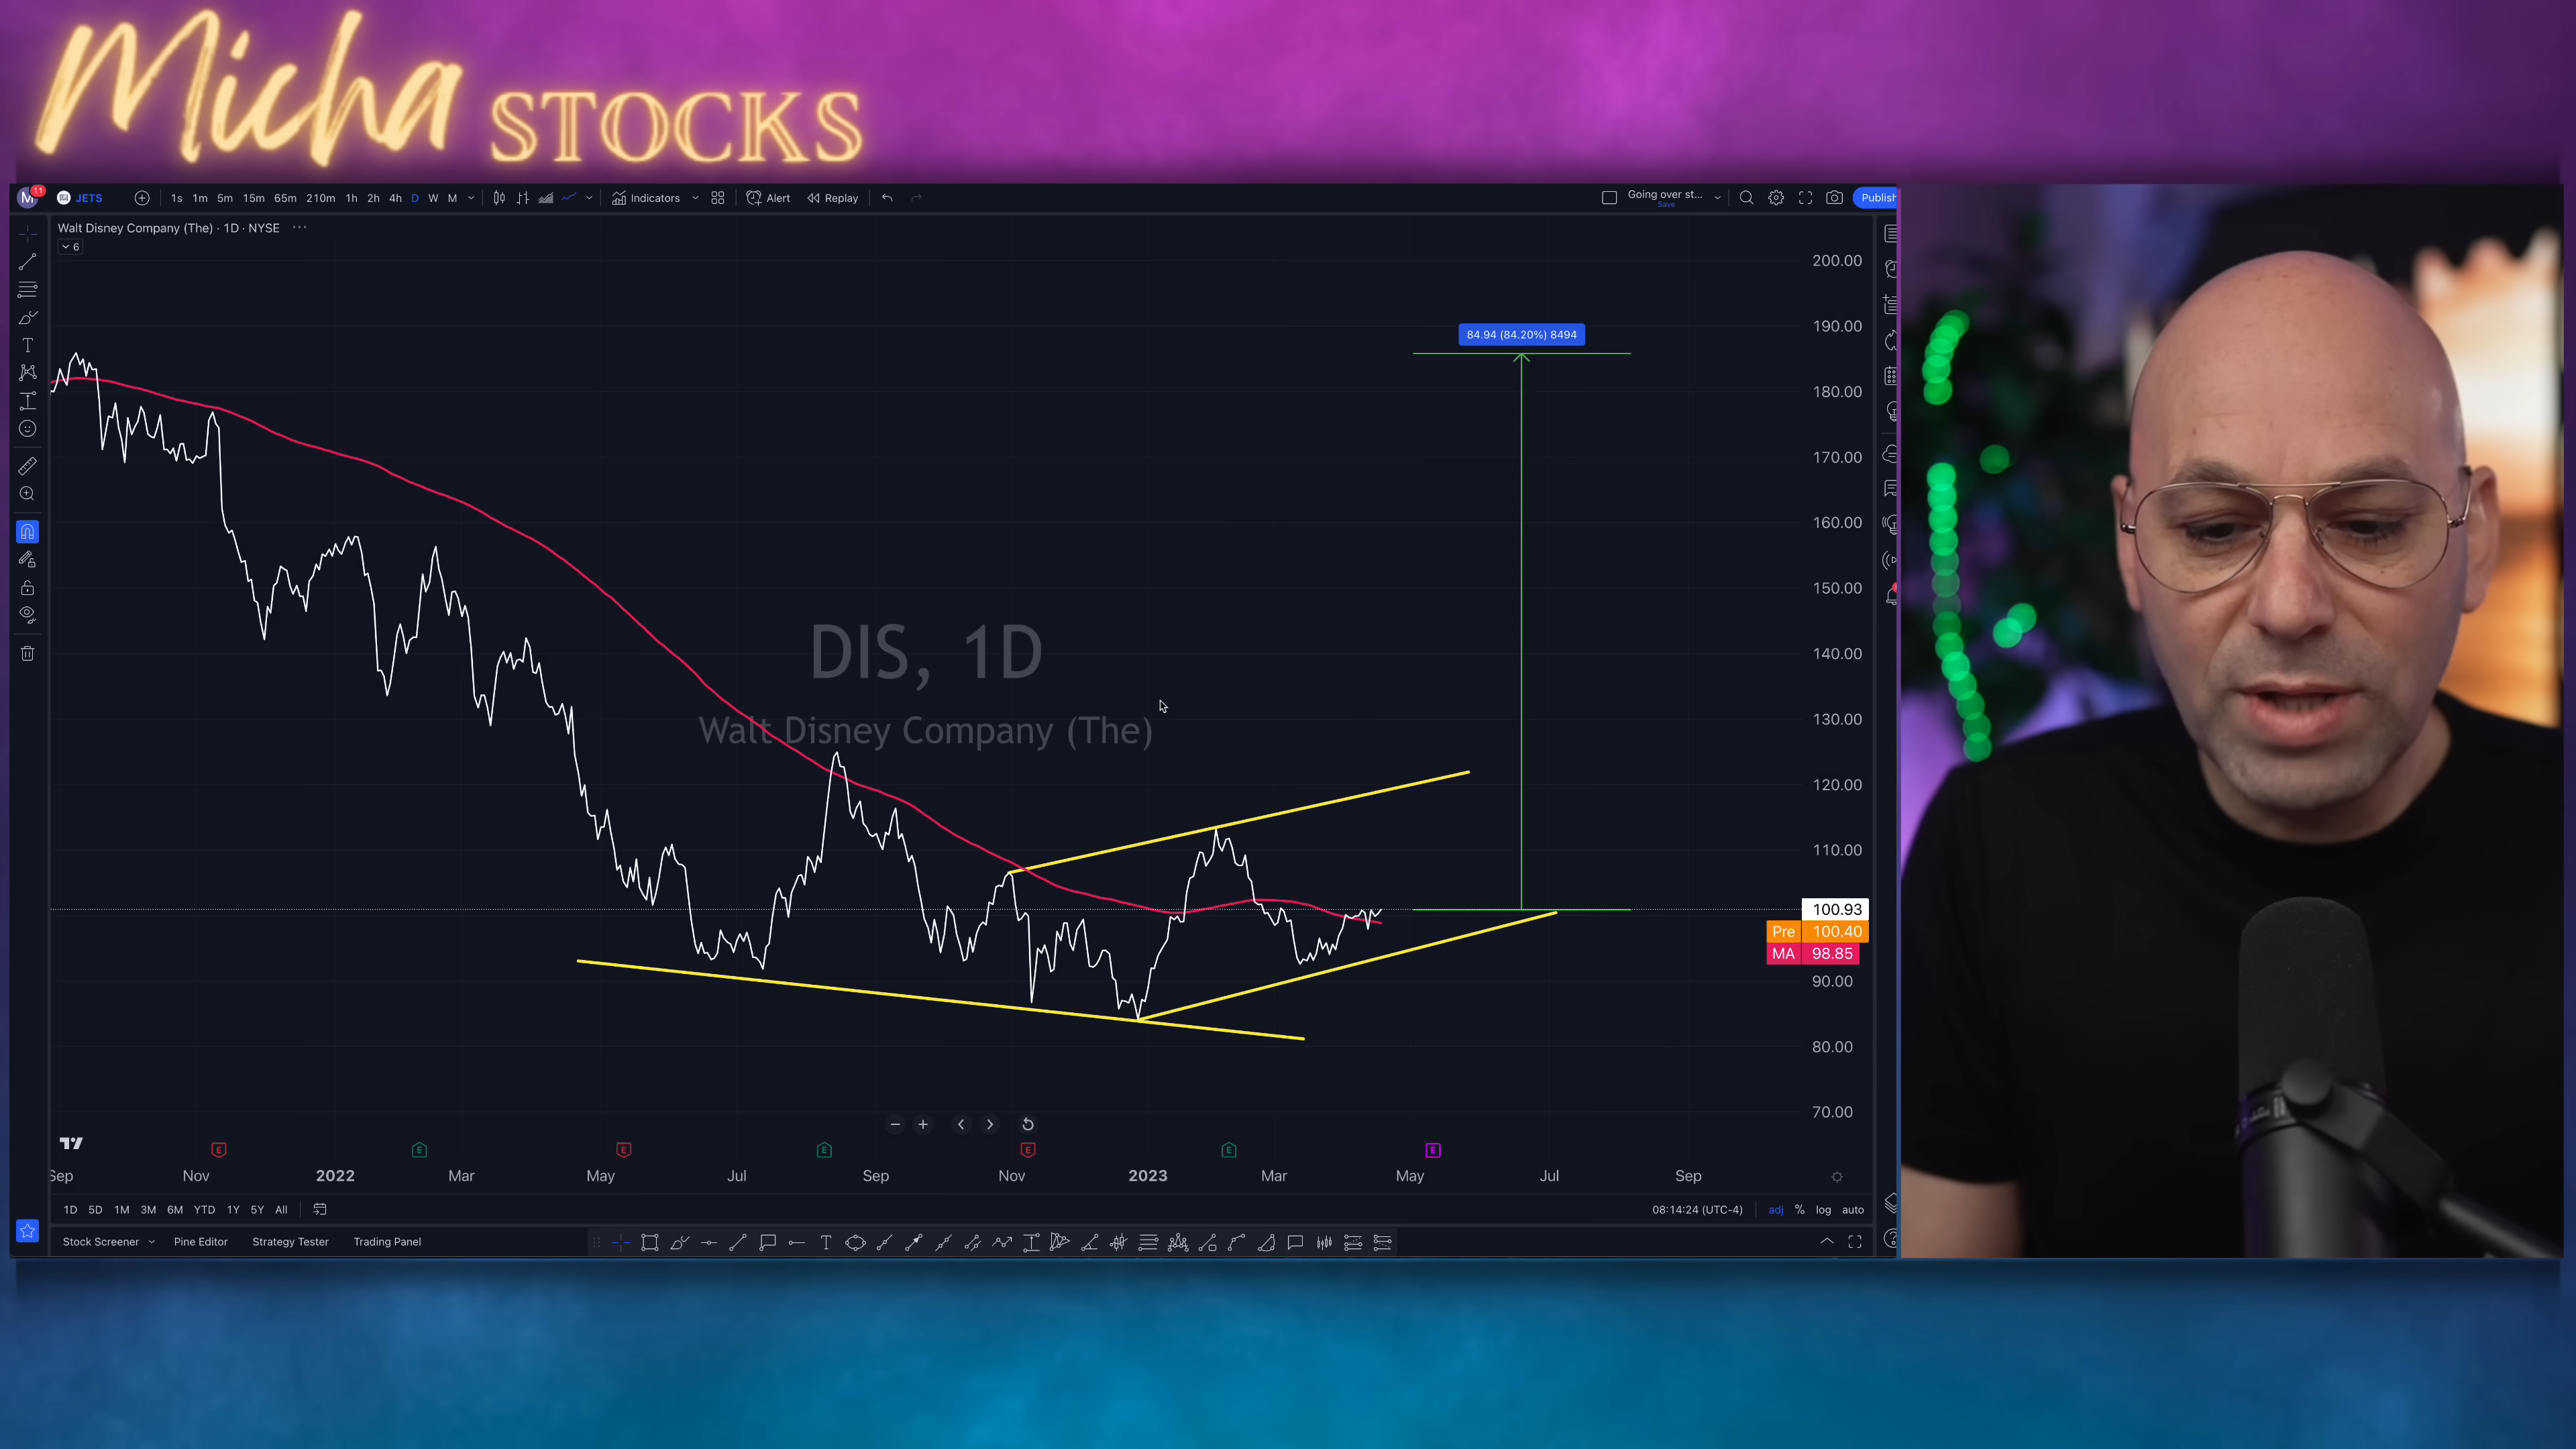 Micha STOCKS
M 11 JETS 1s 1m 5m 15m 65m 210m 1h 2h 4h D W M Indicators Alert Replay Going over st... Save Publish
Walt Disney Company (The) · 1D · NYSE ···
6
200.00
190.00
84.94 (84.20%) 8494
180.00
170.00
160.00
150.00
140.00
DIS, 1D
130.00
Walt Disney Company (The)
120.00
110.00
100.93
Pre 100.40
MA 98.85
90.00
80.00
70.00
E E E E E E E
Sep Nov 2022 Mar May Jul Sep Nov 2023 Mar May Jul Sep
1D 5D 1M 3M 6M YTD 1Y 5Y All 08:14:24 (UTC-4) adj % log auto
Stock Screener Pine Editor Strategy Tester Trading Panel